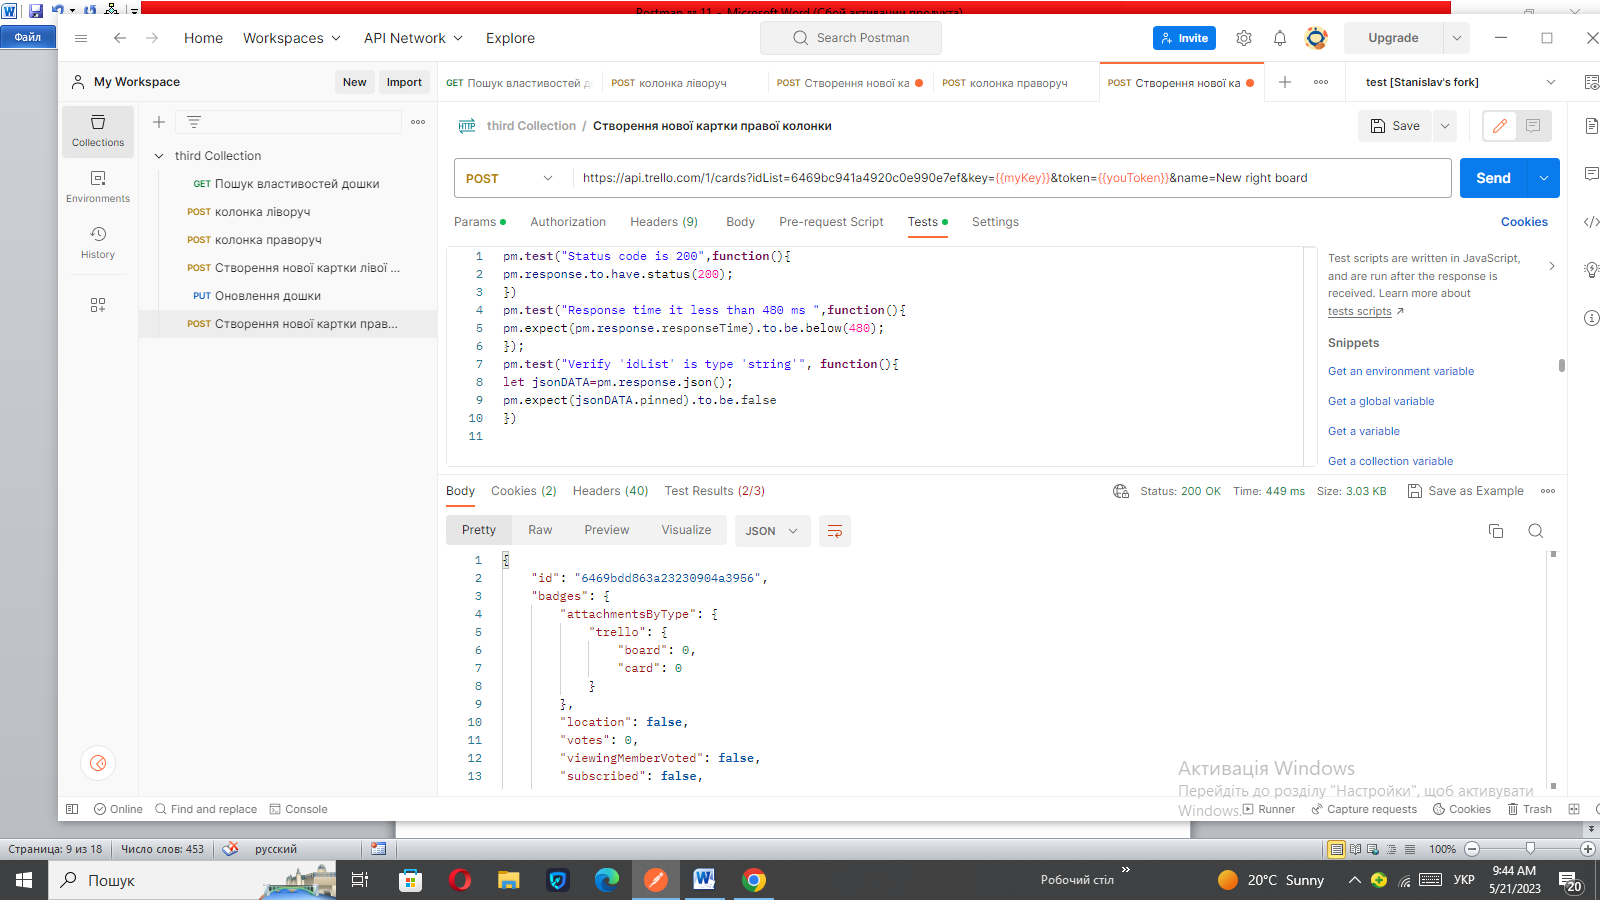 Postman дз 11 - Microsoft Word (Сбой активации продукта)
Файл
Home
Workspaces
API Network
Explore
Search Postman
Invite
Upgrade
My Workspace
New
Import
GET Пошук властивостей д
POST колонка ліворуч
POST Створення нової ка
POST колонка праворуч
POST Створення нової ка
test [Stanislav's fork]
Collections
Environments
History
third Collection
GET Пошук властивостей дошки
POST колонка ліворуч
POST колонка праворуч
POST Створення нової картки лівої ...
PUT Оновлення дошки
POST Створення нової картки прав...
HTTP third Collection / Створення нової картки правої колонки
Save
POST
https://api.trello.com/1/cards?idList=6469bc941a4920c0e990e7ef&key={{myKey}}&token={{youToken}}&name=New right board
Send
Params
Authorization
Headers (9)
Body
Pre-request Script
Tests
Settings
Cookies
1 pm.test("Status code is 200",function(){
2 pm.response.to.have.status(200);
3 })
4 pm.test("Response time it less than 480 ms ",function(){
5 pm.expect(pm.response.responseTime).to.be.below(480);
6 });
7 pm.test("Verify 'idList' is type 'string'", function(){
8 let jsonDATA=pm.response.json();
9 pm.expect(jsonDATA.pinned).to.be.false
10 })
11
Test scripts are written in JavaScript,
and are run after the response is
received. Learn more about
tests scripts ↗
Snippets
Get an environment variable
Get a global variable
Get a variable
Get a collection variable
Body
Cookies (2)
Headers (40)
Test Results (2/3)
Status: 200 OK
Time: 449 ms
Size: 3.03 KB
Save as Example
Pretty
Raw
Preview
Visualize
JSON
1 {
2 "id": "6469bdd863a23230904a3956",
3 "badges": {
4 "attachmentsByType": {
5 "trello": {
6 "board": 0,
7 "card": 0
8 }
9 },
10 "location": false,
11 "votes": 0,
12 "viewingMemberVoted": false,
13 "subscribed": false,
Активація Windows
Перейдіть до розділу "Настройки", щоб активувати
Windows.
Online
Find and replace
Console
Runner
Capture requests
Cookies
Trash
Страница: 9 из 18
Число слов: 453
русский
100%
Пошук
Робочий стіл
20°C Sunny
УКР
9:44 AM
5/21/2023
20